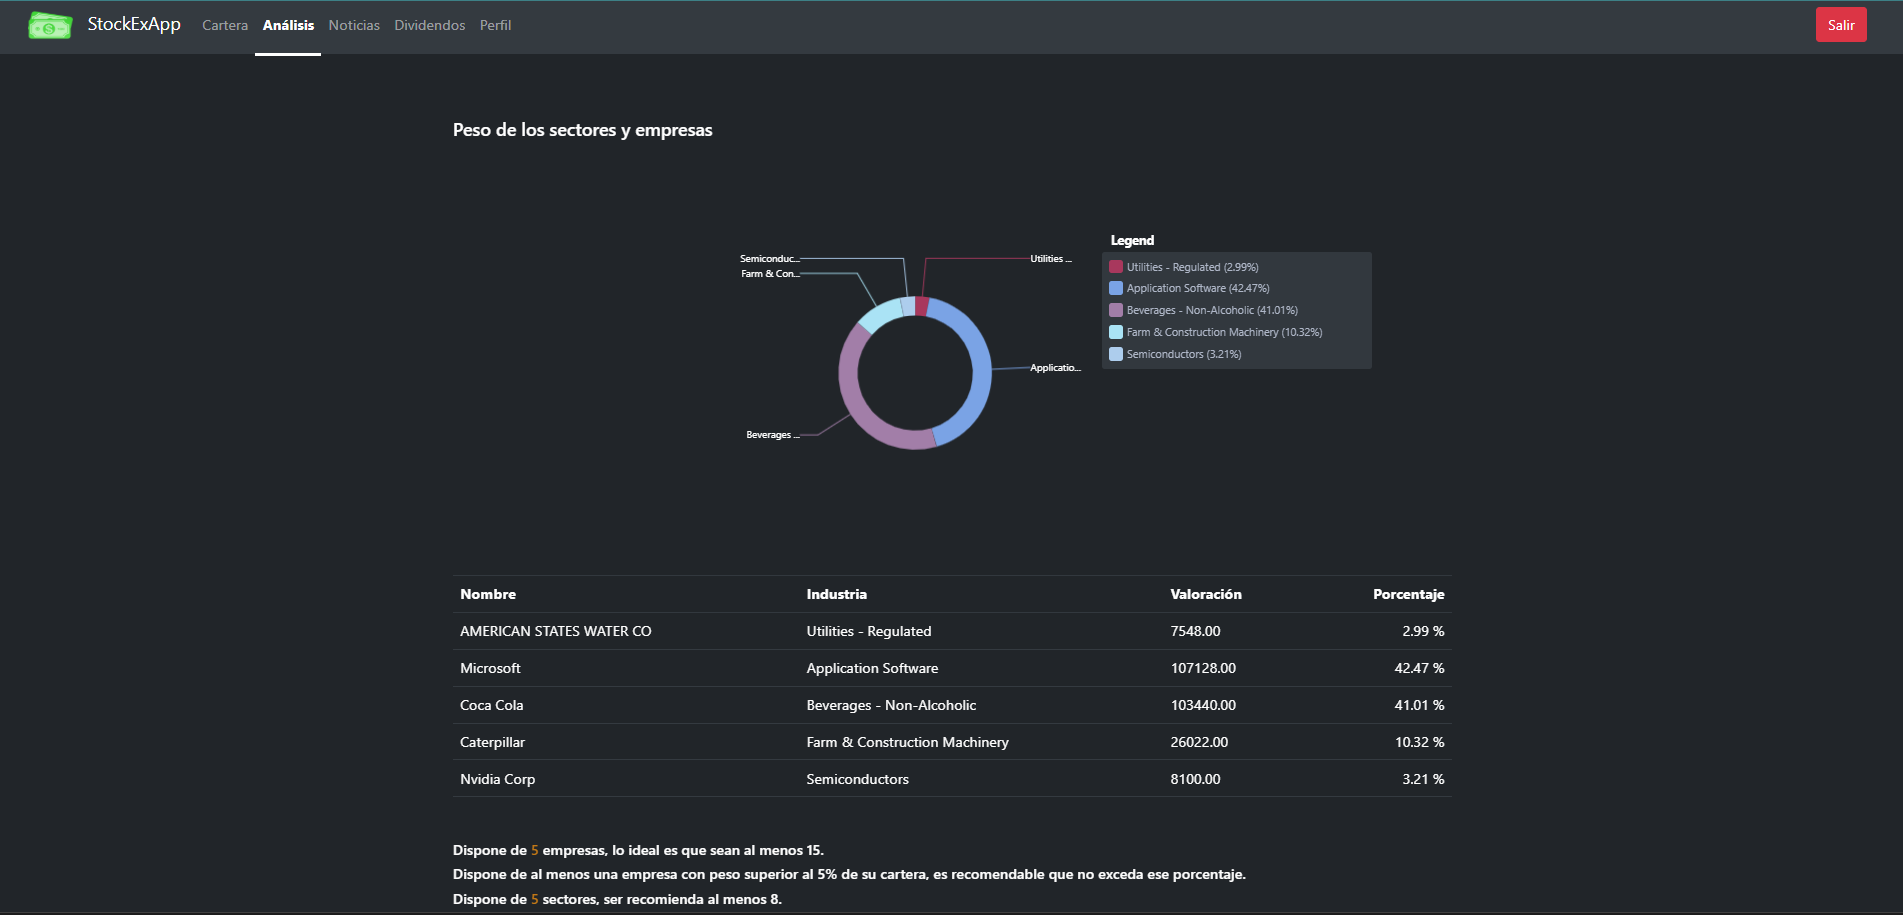 StockExApp Cartera Análisis Noticias Dividendos Perfil Salir
Peso de los sectores y empresas
Semiconduc...
Farm & Con...
Utilities ...
Applicatio...
Beverages ...
Legend
Utilities - Regulated (2.99%)
Application Software (42.47%)
Beverages - Non-Alcoholic (41.01%)
Farm & Construction Machinery (10.32%)
Semiconductors (3.21%)
Nombre Industria Valoración Porcentaje
AMERICAN STATES WATER CO Utilities - Regulated 7548.00 2.99 %
Microsoft Application Software 107128.00 42.47 %
Coca Cola Beverages - Non-Alcoholic 103440.00 41.01 %
Caterpillar Farm & Construction Machinery 26022.00 10.32 %
Nvidia Corp Semiconductors 8100.00 3.21 %
Dispone de 5 empresas, lo ideal es que sean al menos 15.
Dispone de al menos una empresa con peso superior al 5% de su cartera, es recomendable que no exceda ese porcentaje.
Dispone de 5 sectores, ser recomienda al menos 8.